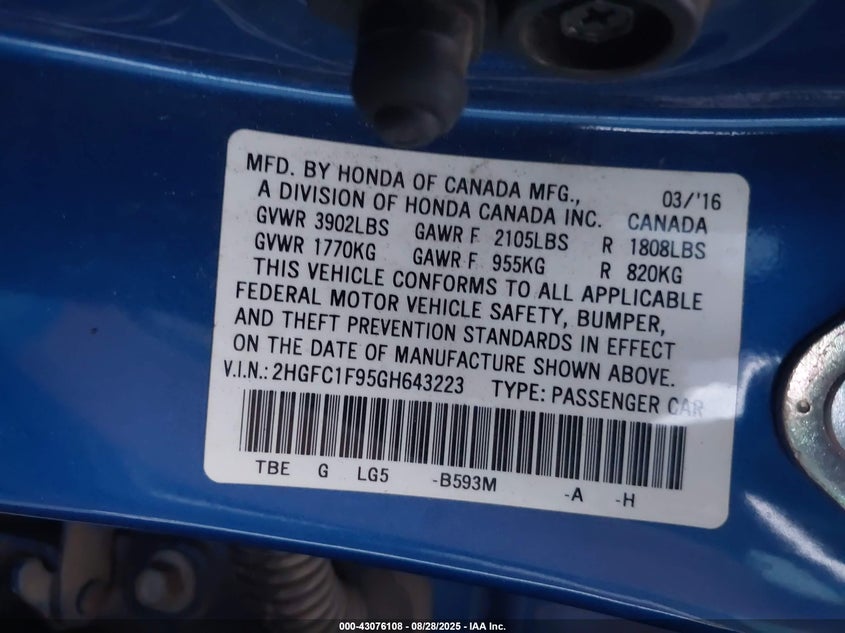 MFD. BY HONDA OF CANADA MFG., 03/'16
A DIVISION OF HONDA CANADA INC. CANADA
GVWR 3902LBS GAWR F 2105LBS R 1808LBS
GVWR 1770KG GAWR F 955KG R 820KG
THIS VEHICLE CONFORMS TO ALL APPLICABLE
FEDERAL MOTOR VEHICLE SAFETY, BUMPER,
AND THEFT PREVENTION STANDARDS IN EFFECT
ON THE DATE OF MANUFACTURE SHOWN ABOVE.
V.I.N.: 2HGFC1F95GH643223 TYPE: PASSENGER CAR
TBE G LG5 -B593M -A -H
000-43076108 - 08/28/2025 - IAA Inc.